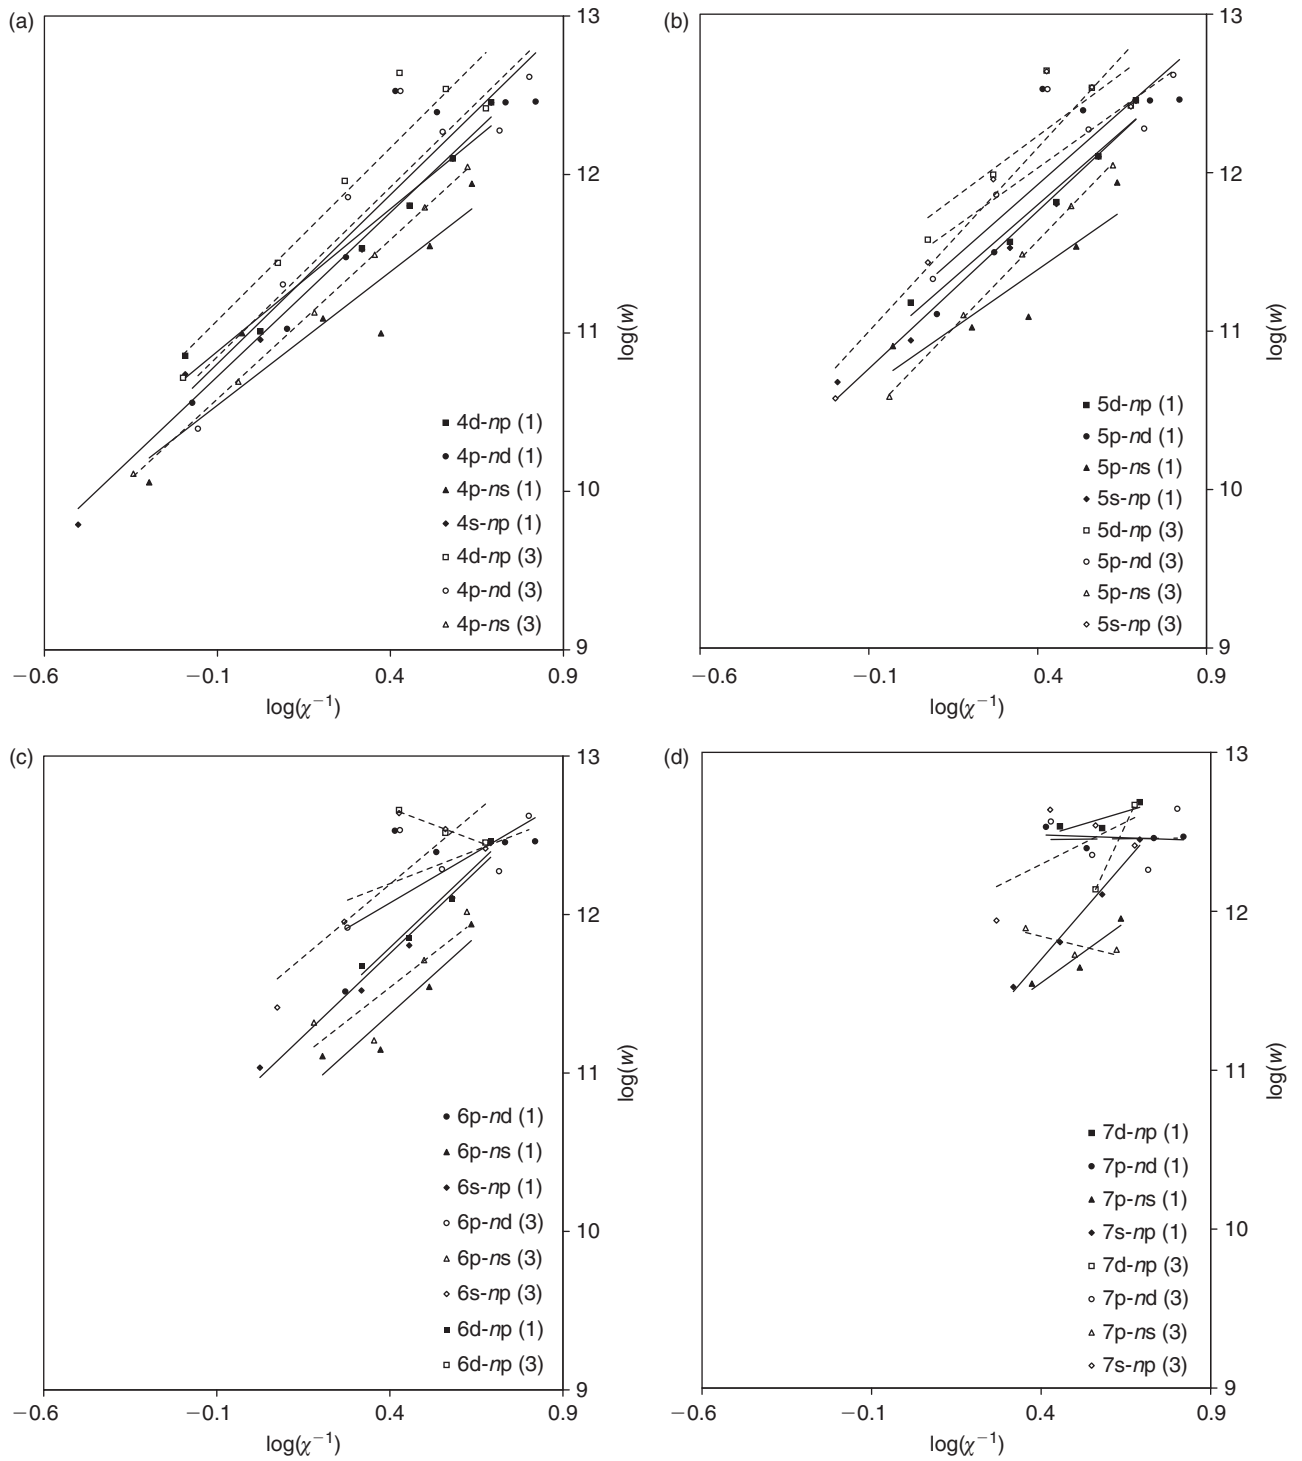 (a)
13
12
11
10
9
log(w)
4d-np (1)
4p-nd (1)
4p-ns (1)
4s-np (1)
4d-np (3)
4p-nd (3)
4p-ns (3)
−0.6
−0.1
0.4
0.9
log(χ⁻¹)
(b)
13
12
11
10
9
log(w)
5d-np (1)
5p-nd (1)
5p-ns (1)
5s-np (1)
5d-np (3)
5p-nd (3)
5p-ns (3)
5s-np (3)
−0.6
−0.1
0.4
0.9
log(χ⁻¹)
(c)
13
12
11
10
9
log(w)
6p-nd (1)
6p-ns (1)
6s-np (1)
6p-nd (3)
6p-ns (3)
6s-np (3)
6d-np (1)
6d-np (3)
−0.6
−0.1
0.4
0.9
log(χ⁻¹)
(d)
13
12
11
10
9
log(w)
7d-np (1)
7p-nd (1)
7p-ns (1)
7s-np (1)
7d-np (3)
7p-nd (3)
7p-ns (3)
7s-np (3)
−0.6
−0.1
0.4
0.9
log(χ⁻¹)